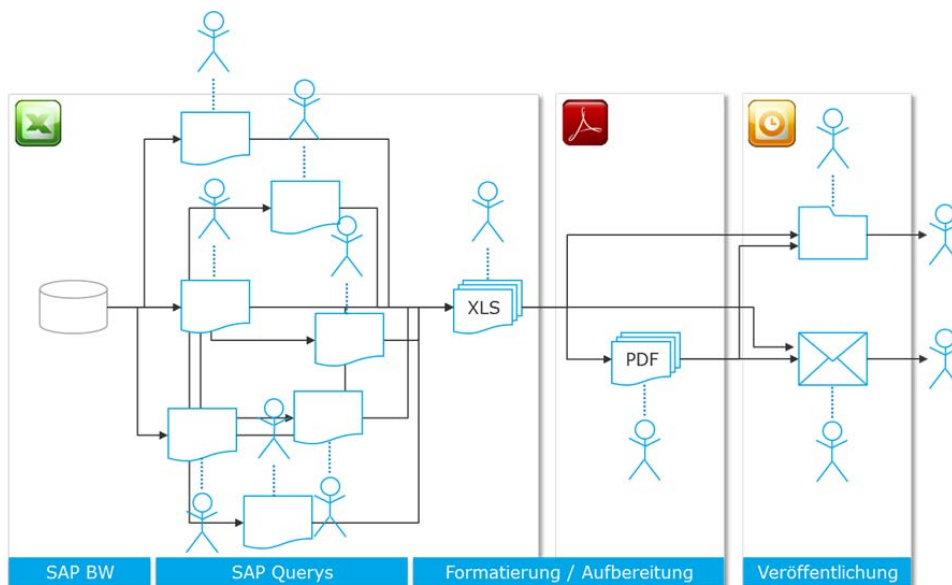 XLS
PDF
SAP BW
SAP Querys
Formatierung / Aufbereitung
Veröffentlichung